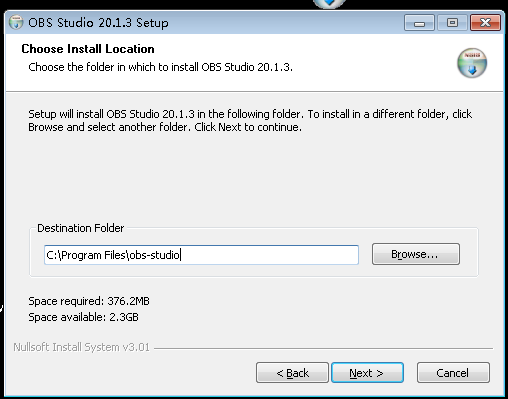 OBS Studio 20.1.3 Setup
Choose Install Location
Choose the folder in which to install OBS Studio 20.1.3.
Setup will install OBS Studio 20.1.3 in the following folder. To install in a different folder, click
Browse and select another folder. Click Next to continue.
Destination Folder
C:\Program Files\obs-studio
Browse...
Space required: 376.2MB
Space available: 2.3GB
Nullsoft Install System v3.01
< Back
Next >
Cancel